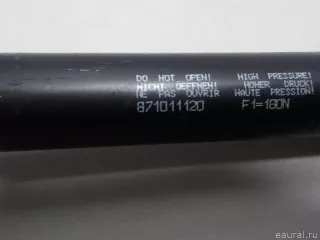 DO NOT OPEN! HIGH PRESSURE!
NICHT OEFFNEN! HOHER DRUCK!
NE PAS OUVRIR HAUTE PRESSION!
871011120 F1=180N
© eaural.ru